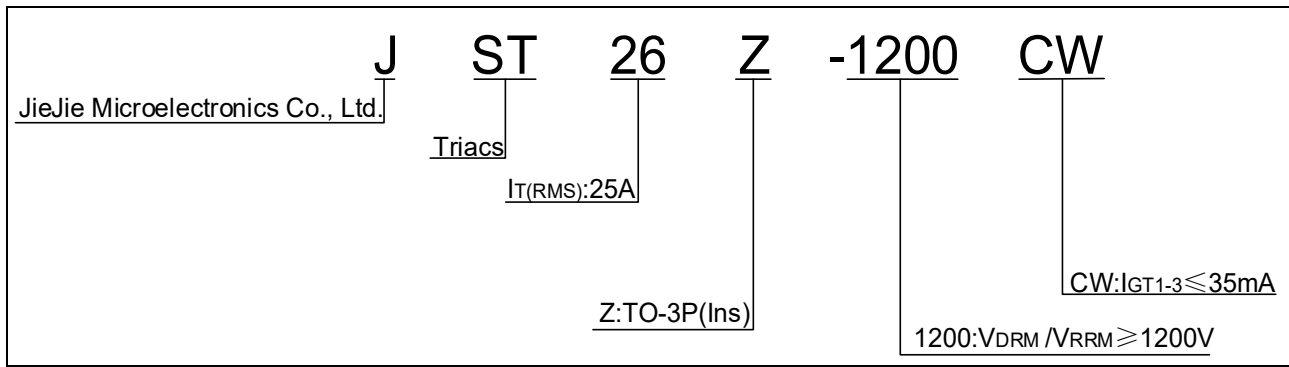 J ST 26 Z -1200 CW
JieJie Microelectronics Co., Ltd.
Triacs
IT(RMS):25A
CW:IGT1-3≤35mA
Z:TO-3P(Ins)
1200:VDRM /VRRM≥1200V